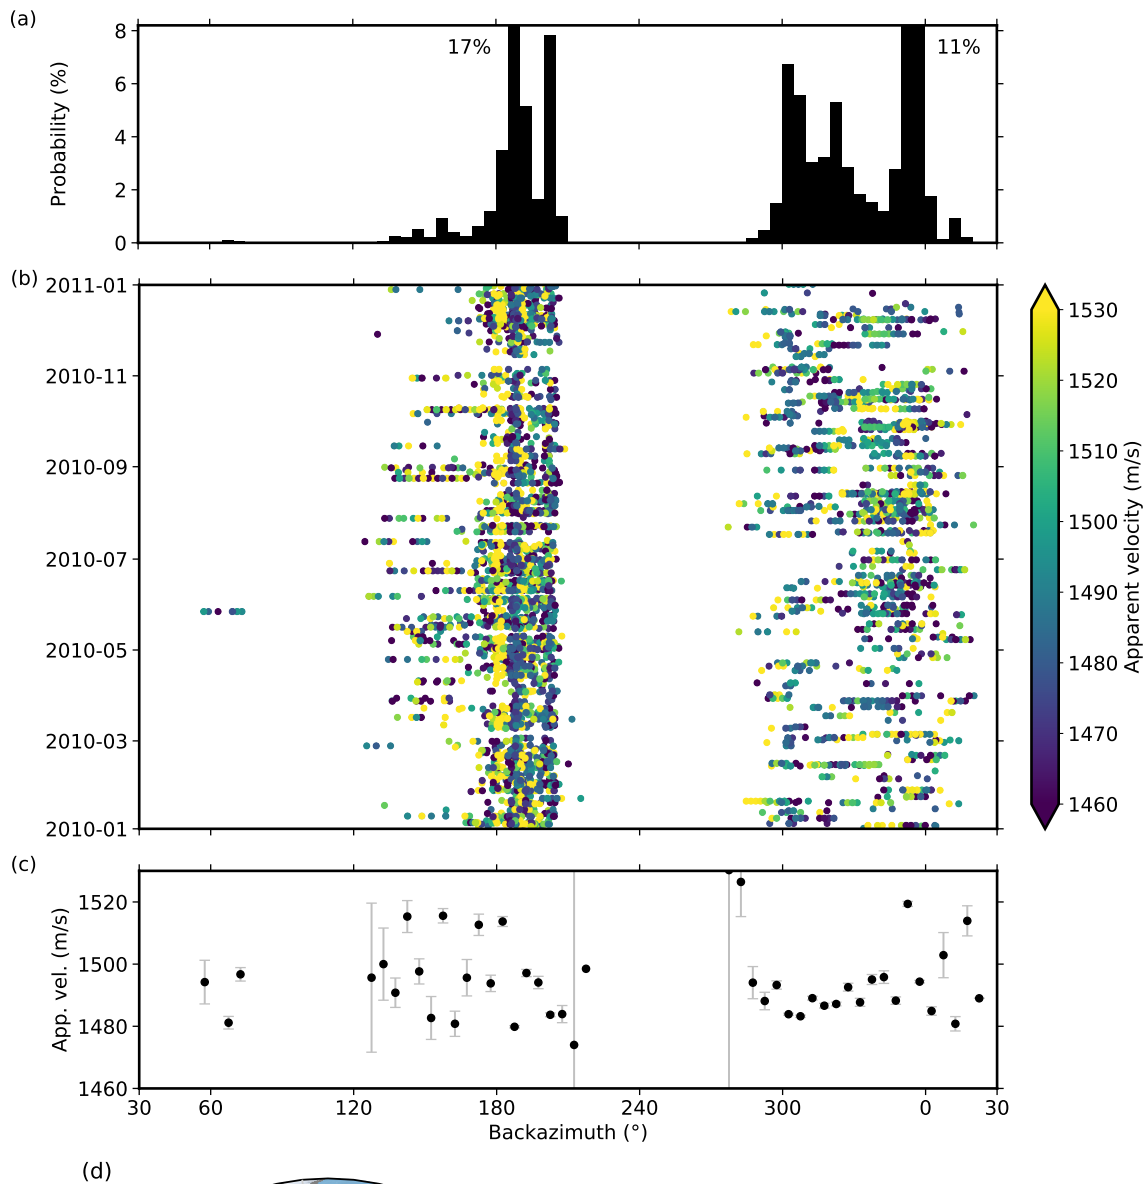 (a)
8
6
4
2
0
Probability (%)
17%
11%
(b)
2011-01
2010-11
2010-09
2010-07
2010-05
2010-03
2010-01
1530
1520
1510
1500
1490
1480
1470
1460
Apparent velocity (m/s)
(c)
1520
1500
1480
1460
App. vel. (m/s)
30 60 120 180 240 300 0 30
Backazimuth (°)
(d)